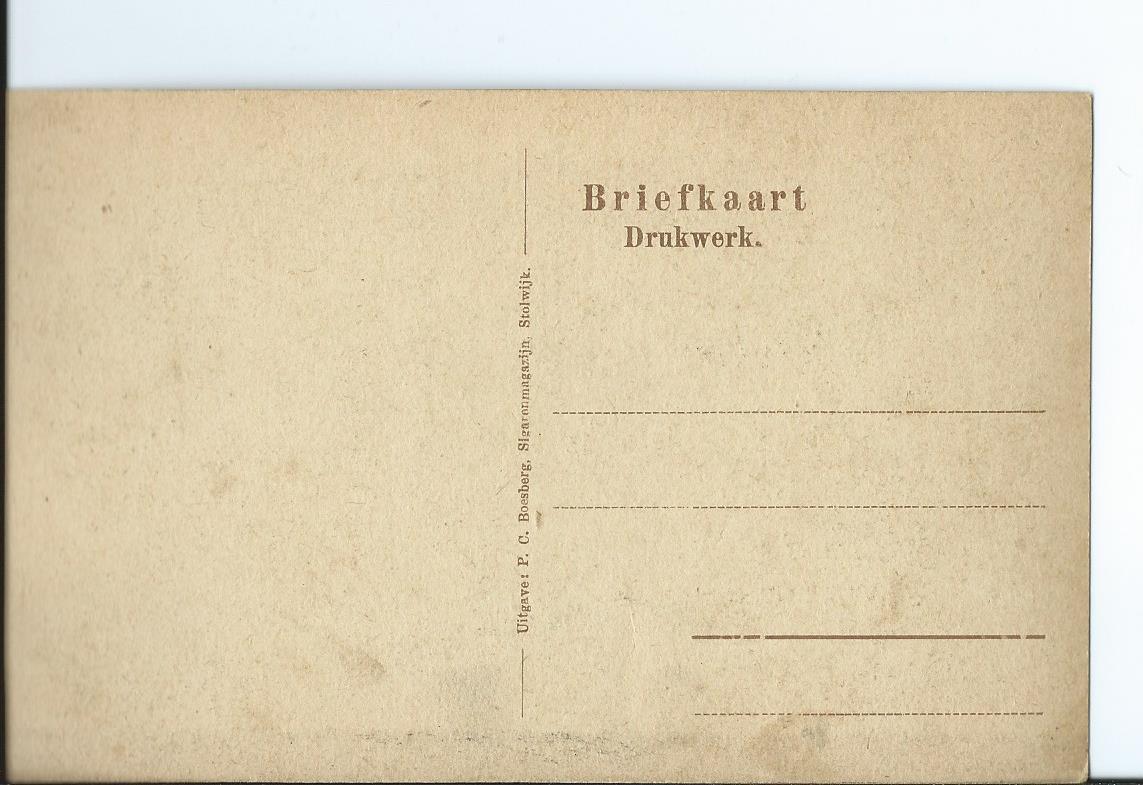 Briefkaart
Drukwerk.
Uitgave: P. C. Boesberg, Sigarenmagazijn, Stolwijk.